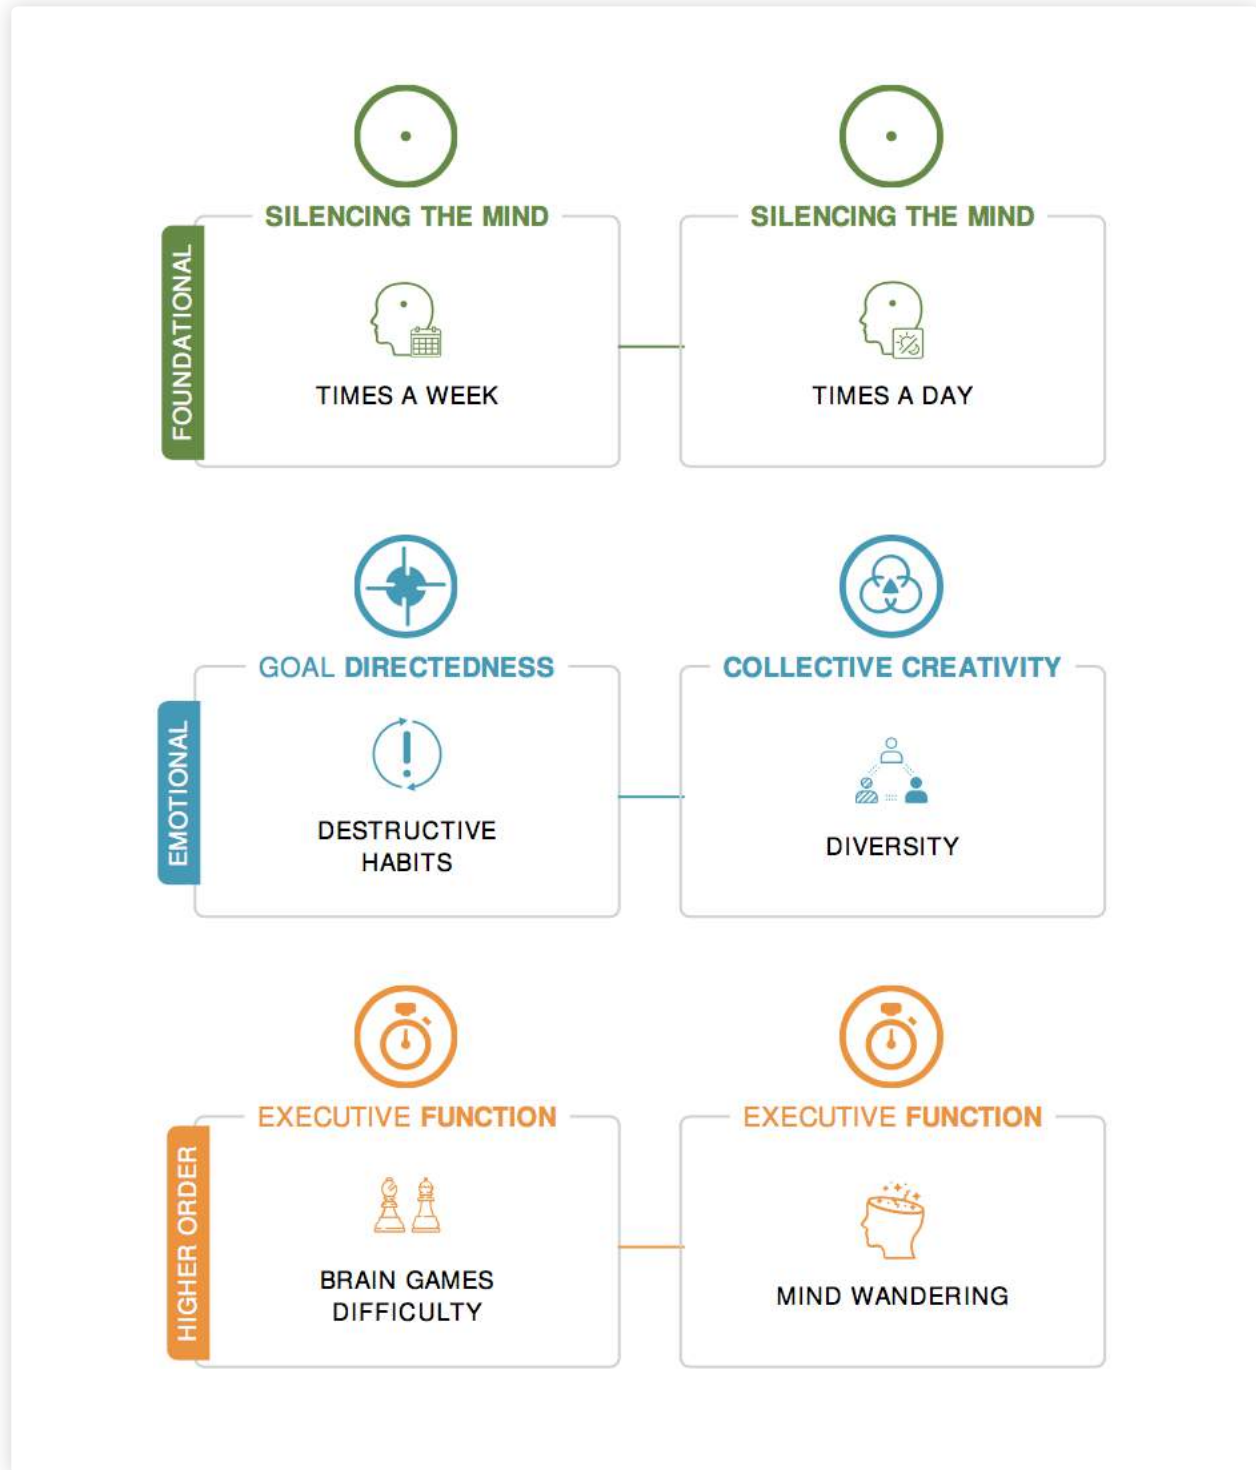 SILENCING THE MIND
SILENCING THE MIND
FOUNDATIONAL
TIMES A WEEK
TIMES A DAY
GOAL DIRECTEDNESS
COLLECTIVE CREATIVITY
EMOTIONAL
DESTRUCTIVE
HABITS
DIVERSITY
EXECUTIVE FUNCTION
EXECUTIVE FUNCTION
HIGHER ORDER
BRAIN GAMES
DIFFICULTY
MIND WANDERING